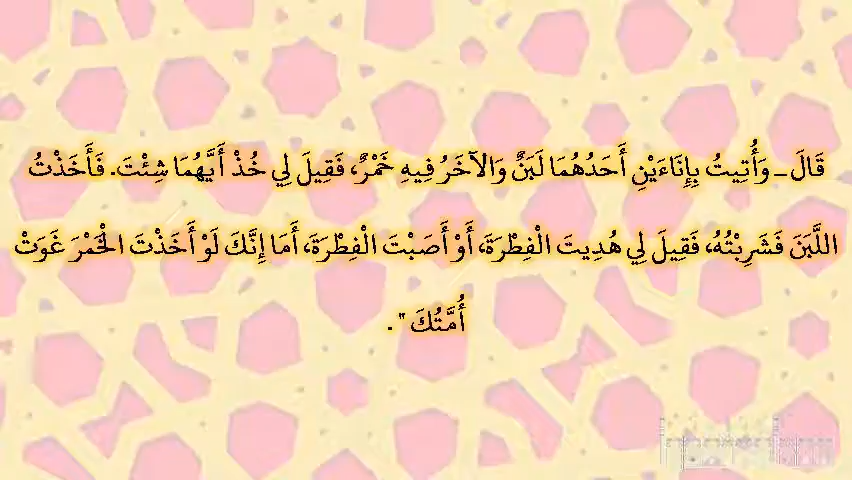 قَالَ ـ وَأُتِيتُ بِإِنَاءَيْنِ أَحَدُهُمَا لَبَنٌ وَالآخَرُ فِيهِ خَمْرٌ، فَقِيلَ لِي خُذْ أَيَّهُمَا شِئْتَ. فَأَخَذْتُ
اللَّبَنَ فَشَرِبْتُهُ، فَقِيلَ لِي هُدِيتَ الْفِطْرَةَ، أَوْ أَصَبْتَ الْفِطْرَةَ، أَمَا إِنَّكَ لَوْ أَخَذْتَ الْخَمْرَ غَوَتْ
أُمَّتُكَ ".